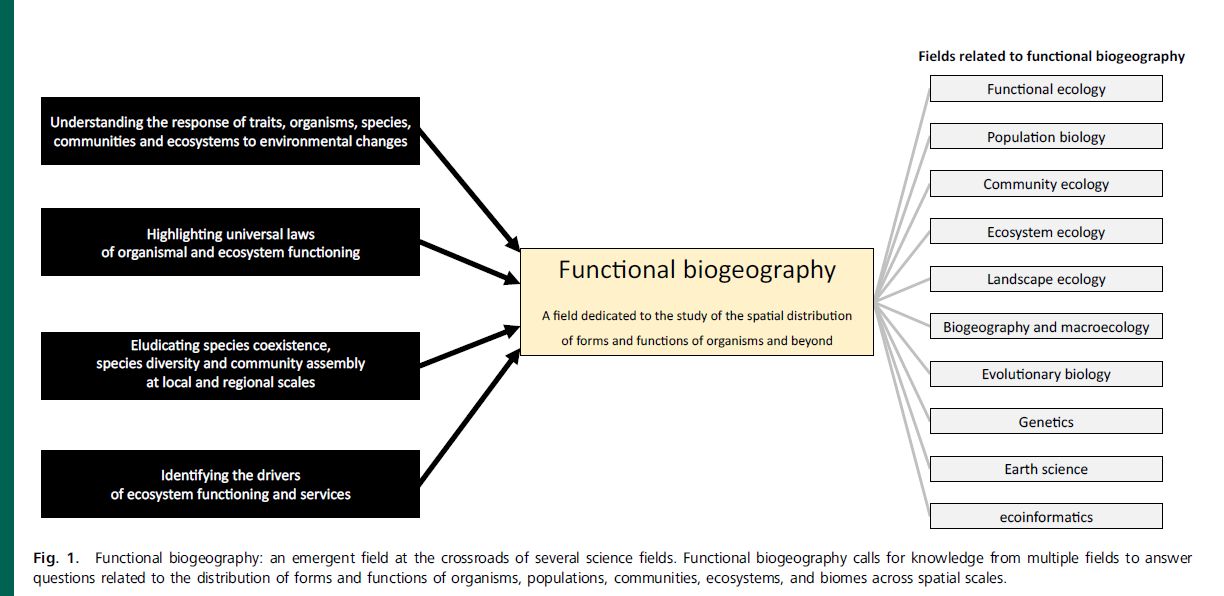 Fields related to functional biogeography
Understanding the response of traits, organisms, species,
communities and ecosystems to environmental changes
Highlighting universal laws
of organismal and ecosystem functioning
Eludicating species coexistence,
species diversity and community assembly
at local and regional scales
Identifying the drivers
of ecosystem functioning and services
Functional biogeography
A field dedicated to the study of the spatial distribution
of forms and functions of organisms and beyond
Functional ecology
Population biology
Community ecology
Ecosystem ecology
Landscape ecology
Biogeography and macroecology
Evolutionary biology
Genetics
Earth science
ecoinformatics
Fig. 1. Functional biogeography: an emergent field at the crossroads of several science fields. Functional biogeography calls for knowledge from multiple fields to answer
questions related to the distribution of forms and functions of organisms, populations, communities, ecosystems, and biomes across spatial scales.